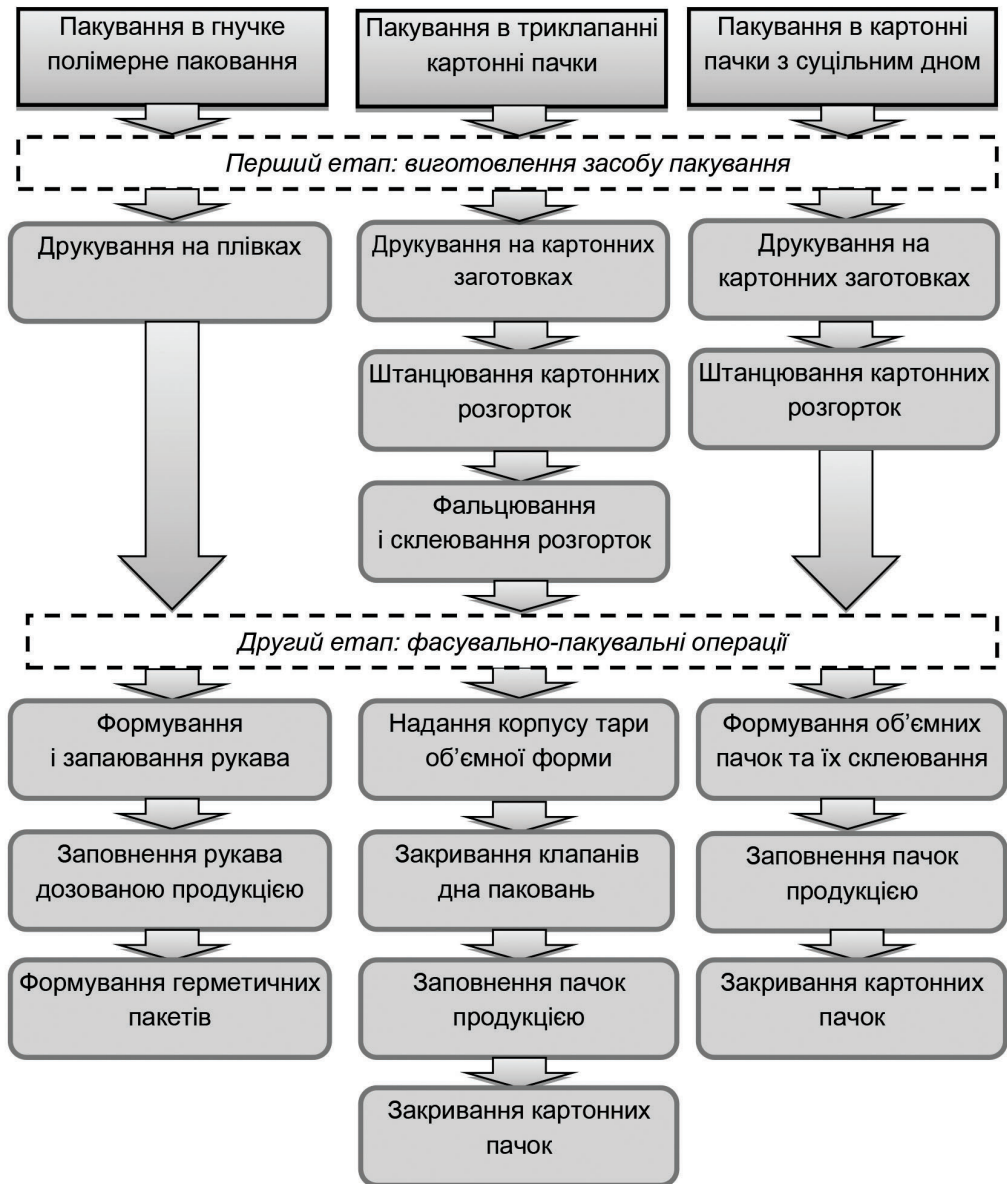 Пакування в гнучке
полімерне паковання
Пакування в триклапанні
картонні пачки
Пакування в картонні
пачки з суцільним дном
Перший етап: виготовлення засобу пакування
Друкування на плівках
Друкування на картонних
заготовках
Друкування на
картонних заготовках
Штанцювання картонних
розгорток
Штанцювання картонних
розгорток
Фальцювання
і склеювання розгорток
Другий етап: фасувально-пакувальні операції
Формування
і запаювання рукава
Надання корпусу тари
об’ємної форми
Формування об’ємних
пачок та їх склеювання
Заповнення рукава
дозованою продукцією
Закривання клапанів
дна паковань
Заповнення пачок
продукцією
Формування герметичних
пакетів
Заповнення пачок
продукцією
Закривання картонних
пачок
Закривання картонних
пачок